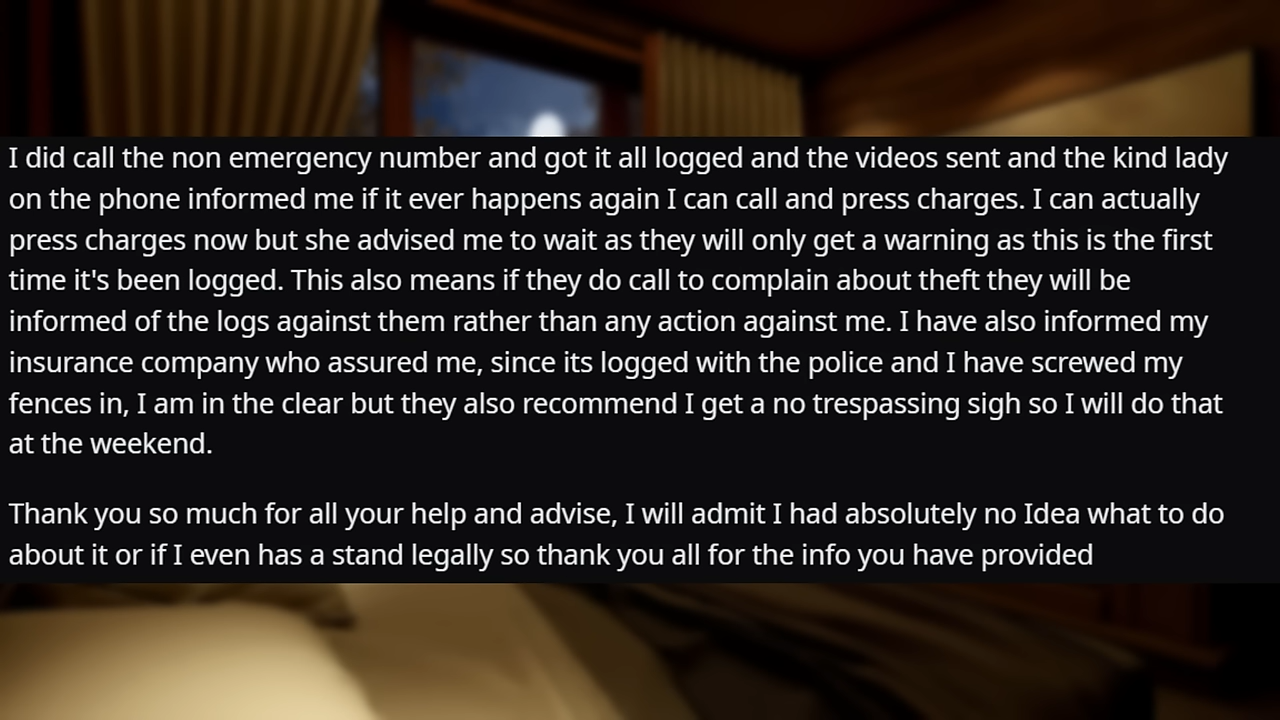 I did call the non emergency number and got it all logged and the videos sent and the kind lady
on the phone informed me if it ever happens again I can call and press charges. I can actually
press charges now but she advised me to wait as they will only get a warning as this is the first
time it's been logged. This also means if they do call to complain about theft they will be
informed of the logs against them rather than any action against me. I have also informed my
insurance company who assured me, since its logged with the police and I have screwed my
fences in, I am in the clear but they also recommend I get a no trespassing sigh so I will do that
at the weekend.
Thank you so much for all your help and advise, I will admit I had absolutely no Idea what to do
about it or if I even has a stand legally so thank you all for the info you have provided